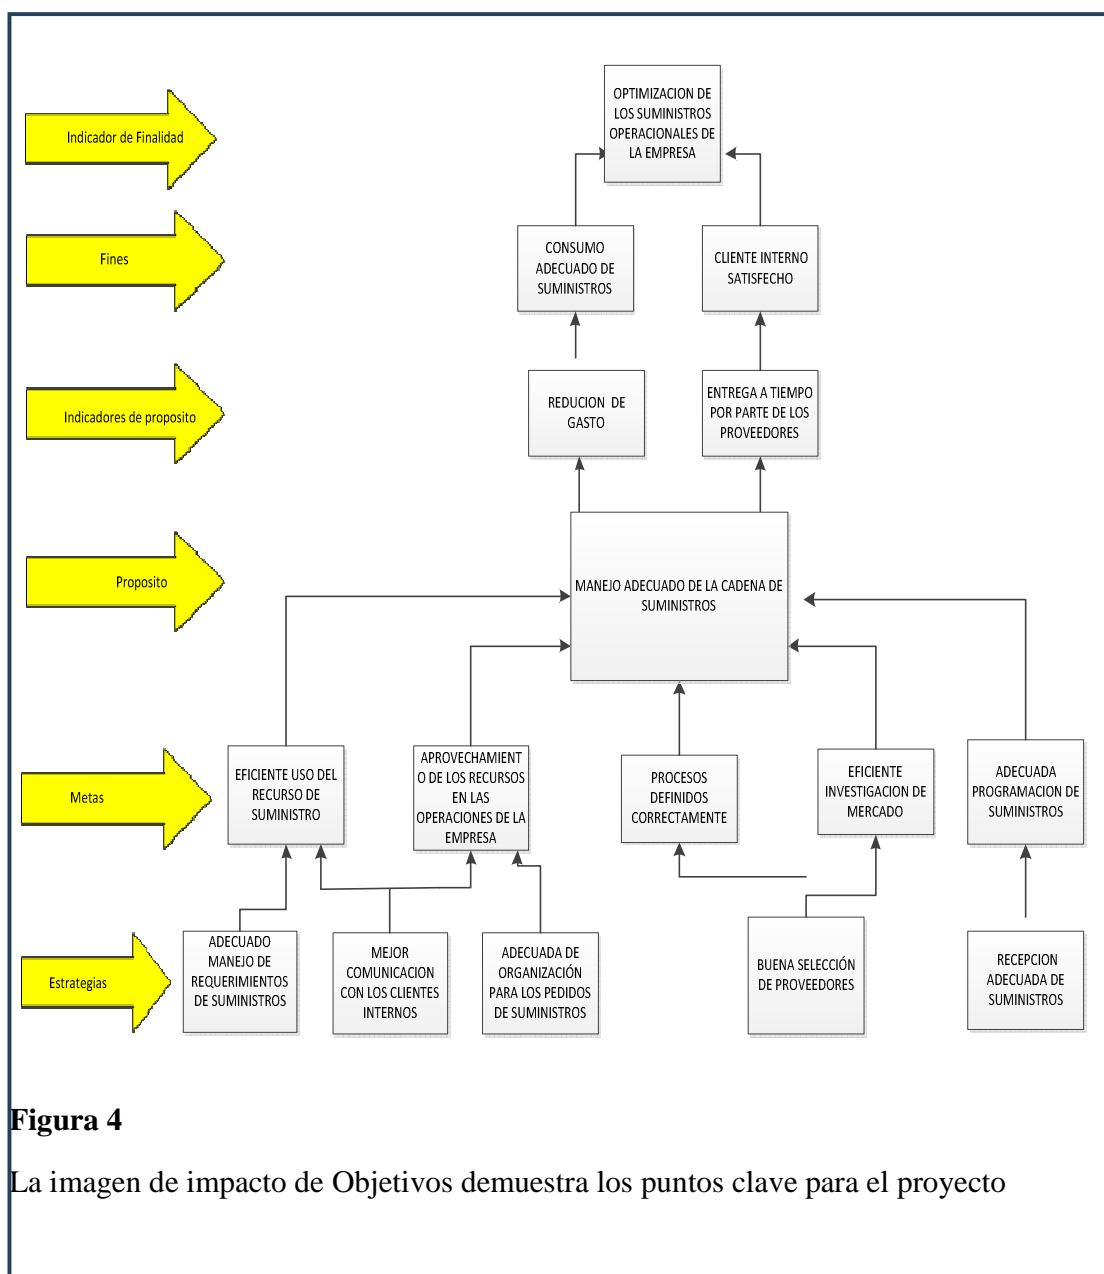 OPTIMIZACION DE
LOS SUMINISTROS
OPERACIONALES DE
LA EMPRESA
Indicador de Finalidad
CONSUMO
ADECUADO DE
SUMINISTROS
CLIENTE INTERNO
SATISFECHO
Fines
REDUCION DE
GASTO
ENTREGA A TIEMPO
POR PARTE DE LOS
PROVEEDORES
Indicadores de proposito
MANEJO ADECUADO DE LA CADENA DE
SUMINISTROS
Proposito
EFICIENTE USO DEL
RECURSO DE
SUMINISTRO
APROVECHAMIENT
O DE LOS RECURSOS
EN LAS
OPERACIONES DE LA
EMPRESA
PROCESOS
DEFINIDOS
CORRECTAMENTE
EFICIENTE
INVESTIGACION DE
MERCADO
ADECUADA
PROGRAMACION DE
SUMINISTROS
Metas
ADECUADO
MANEJO DE
REQUERIMIENTOS
DE SUMINISTROS
MEJOR
COMUNICACION
CON LOS CLIENTES
INTERNOS
ADECUADA DE
ORGANIZACIÓN
PARA LOS PEDIDOS
DE SUMINISTROS
BUENA SELECCIÓN
DE PROVEEDORES
RECEPCION
ADECUADA DE
SUMINISTROS
Estrategias
Figura 4
La imagen de impacto de Objetivos demuestra los puntos clave para el proyecto